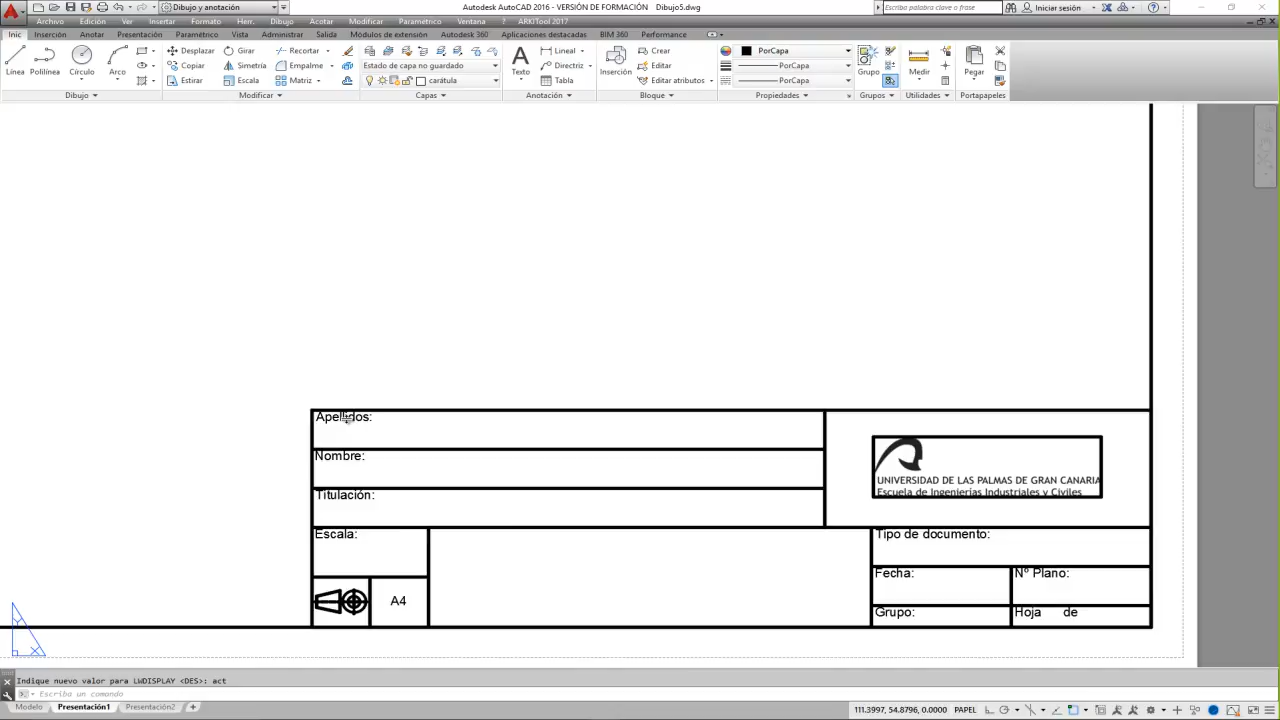 Autodesk AutoCAD 2016 - VERSIÓN DE FORMACIÓN Dibujo5.dwg
Dibujo y anotación
Escriba palabra clave o frase
Iniciar sesión
Archivo Edición Ver Insertar Formato Herr. Dibujo Acotar Modificar Paramétrico Ventana ? ARKITool 2017
Inic Inserción Anotar Presentación Paramétrico Vista Administrar Salida Módulos de extensión Autodesk 360 Aplicaciones destacadas BIM 360 Performance
Línea Polilínea Círculo Arco
Desplazar Girar Recortar
Copiar Simetría Empalme
Estirar Escala Matriz
Estado de capa no guardado
carátula
Texto
Lineal
Directriz
Tabla
Inserción
Crear
Editar
Editar atributos
PorCapa
PorCapa
PorCapa
Grupo
Medir
Pegar
Dibujo Modificar Capas Anotación Bloque Propiedades Grupos Utilidades Portapapeles
Apellidos:
Nombre:
Titulación:
Escala:
A4
UNIVERSIDAD DE LAS PALMAS DE GRAN CANARIA
Escuela de Ingenierías Industriales y Civiles
Tipo de documento:
Fecha: Nº Plano:
Grupo: Hoja de
Y X
Indique nuevo valor para LWDISPLAY <DES>: act
Escriba un comando
Modelo Presentación1 Presentación2 +
111.3997, 54.8796, 0.0000 PAPEL